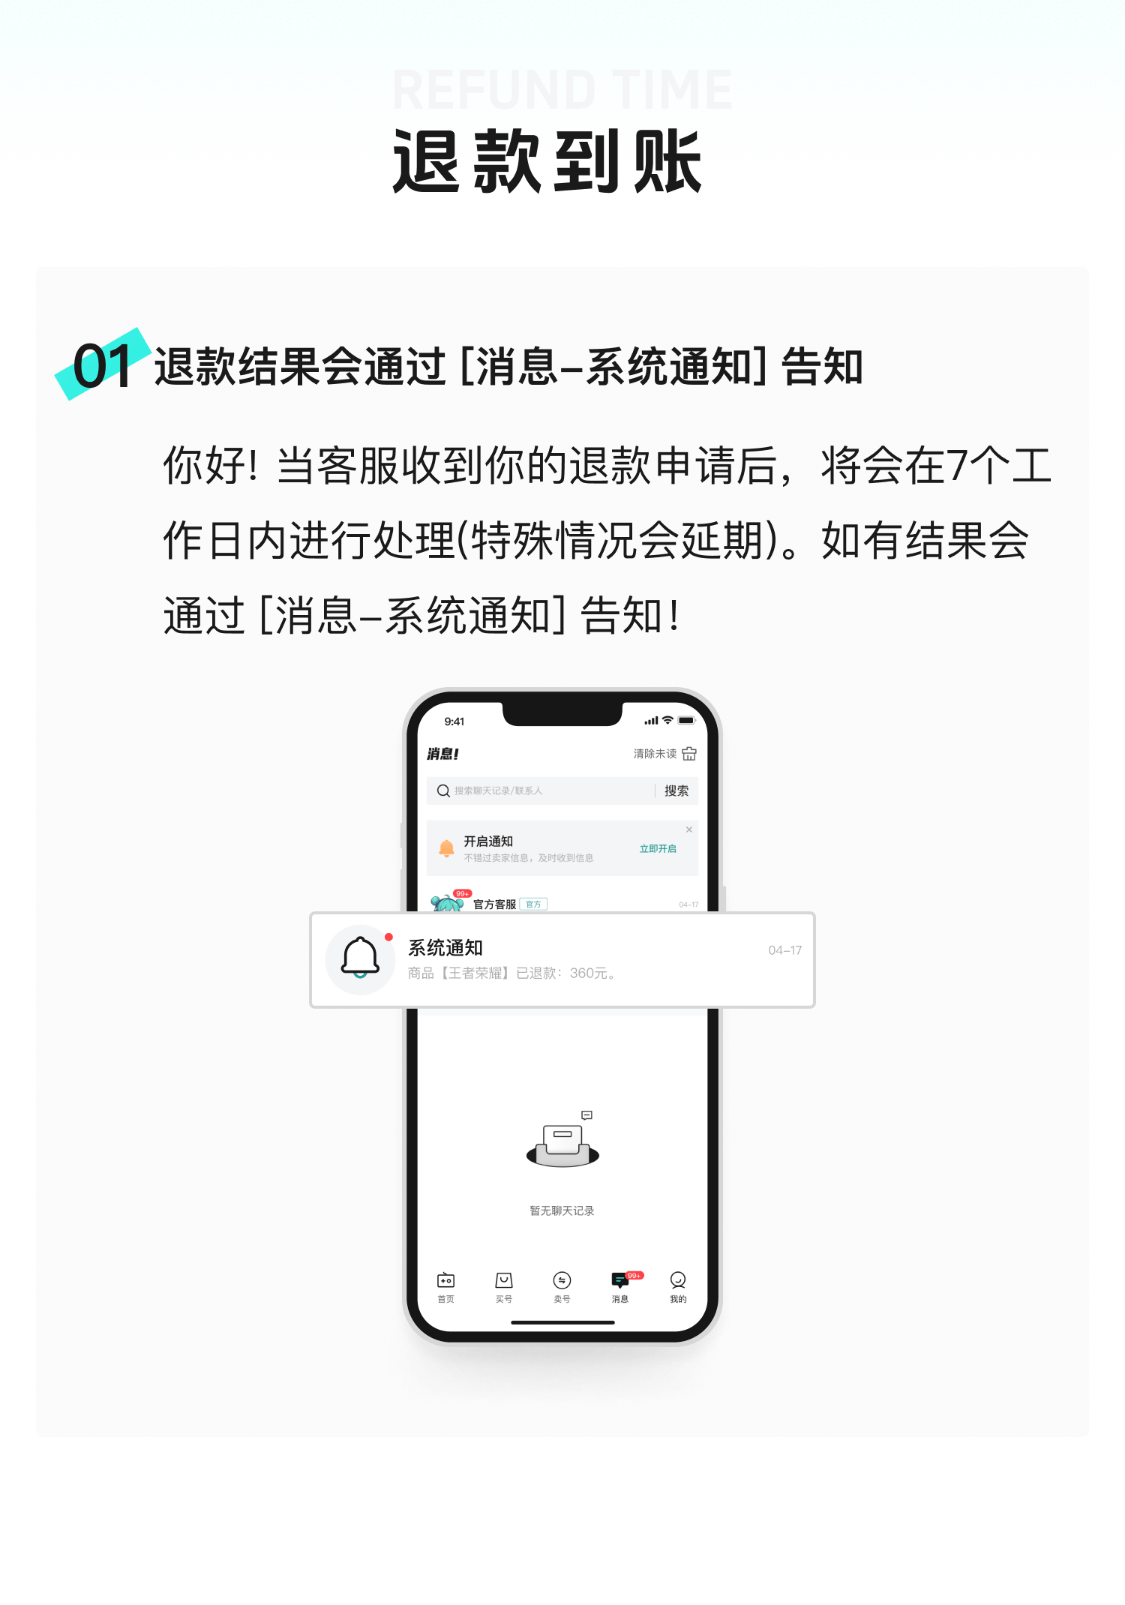 REFUND TIME
退款到账
01 退款结果会通过 [消息–系统通知] 告知
你好! 当客服收到你的退款申请后，将会在7个工
作日内进行处理(特殊情况会延期)。如有结果会
通过 [消息–系统通知] 告知!
9:41
消息!
清除未读
搜索聊天记录/联系人
搜索
开启通知
不错过卖家信息，及时收到信息
立即开启
99+
官方客服 官方
04-17
系统通知
04–17
商品【王者荣耀】已退款：360元。
暂无聊天记录
99+
首页 买号 卖号 消息 我的